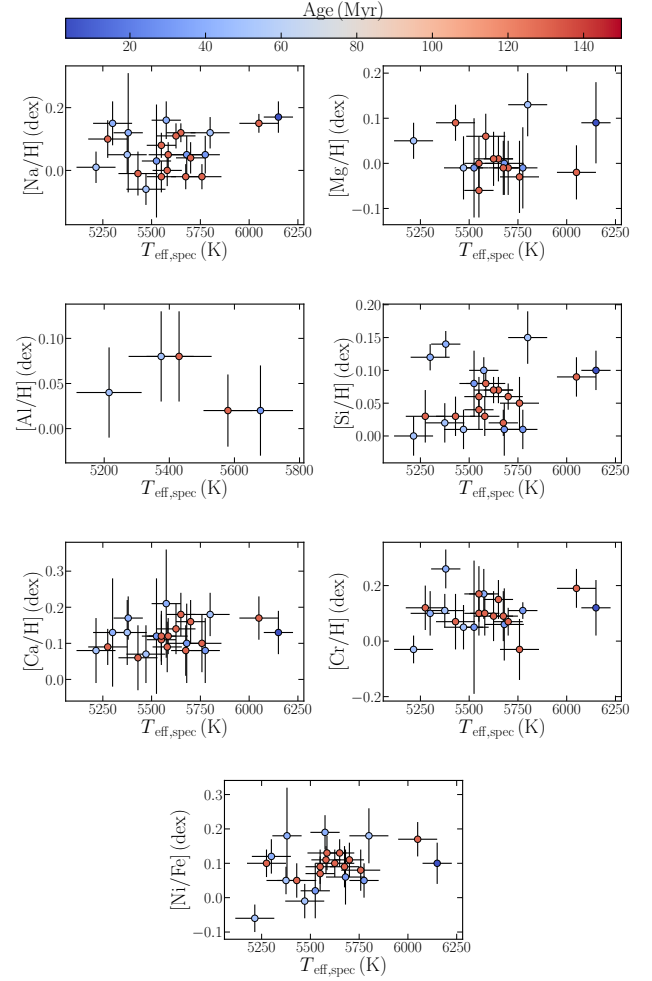 Age (Myr)
20 40 60 80 100 120 140
[Na/H] (dex)
0.2
0.0
5250 5500 5750 6000 6250
T_eff,spec (K)
[Mg/H] (dex)
0.2
0.1
0.0
−0.1
5250 5500 5750 6000 6250
T_eff,spec (K)
[Al/H] (dex)
0.10
0.05
−0.00
5200 5400 5600 5800
T_eff,spec (K)
[Si/H] (dex)
0.20
0.15
0.10
0.05
0.00
5250 5500 5750 6000 6250
T_eff,spec (K)
[Ca/H] (dex)
0.3
0.2
0.1
0.0
5250 5500 5750 6000 6250
T_eff,spec (K)
[Cr/H] (dex)
0.2
0.0
−0.2
5250 5500 5750 6000 6250
T_eff,spec (K)
[Ni/Fe] (dex)
0.3
0.2
0.1
0.0
−0.1
5250 5500 5750 6000 6250
T_eff,spec (K)